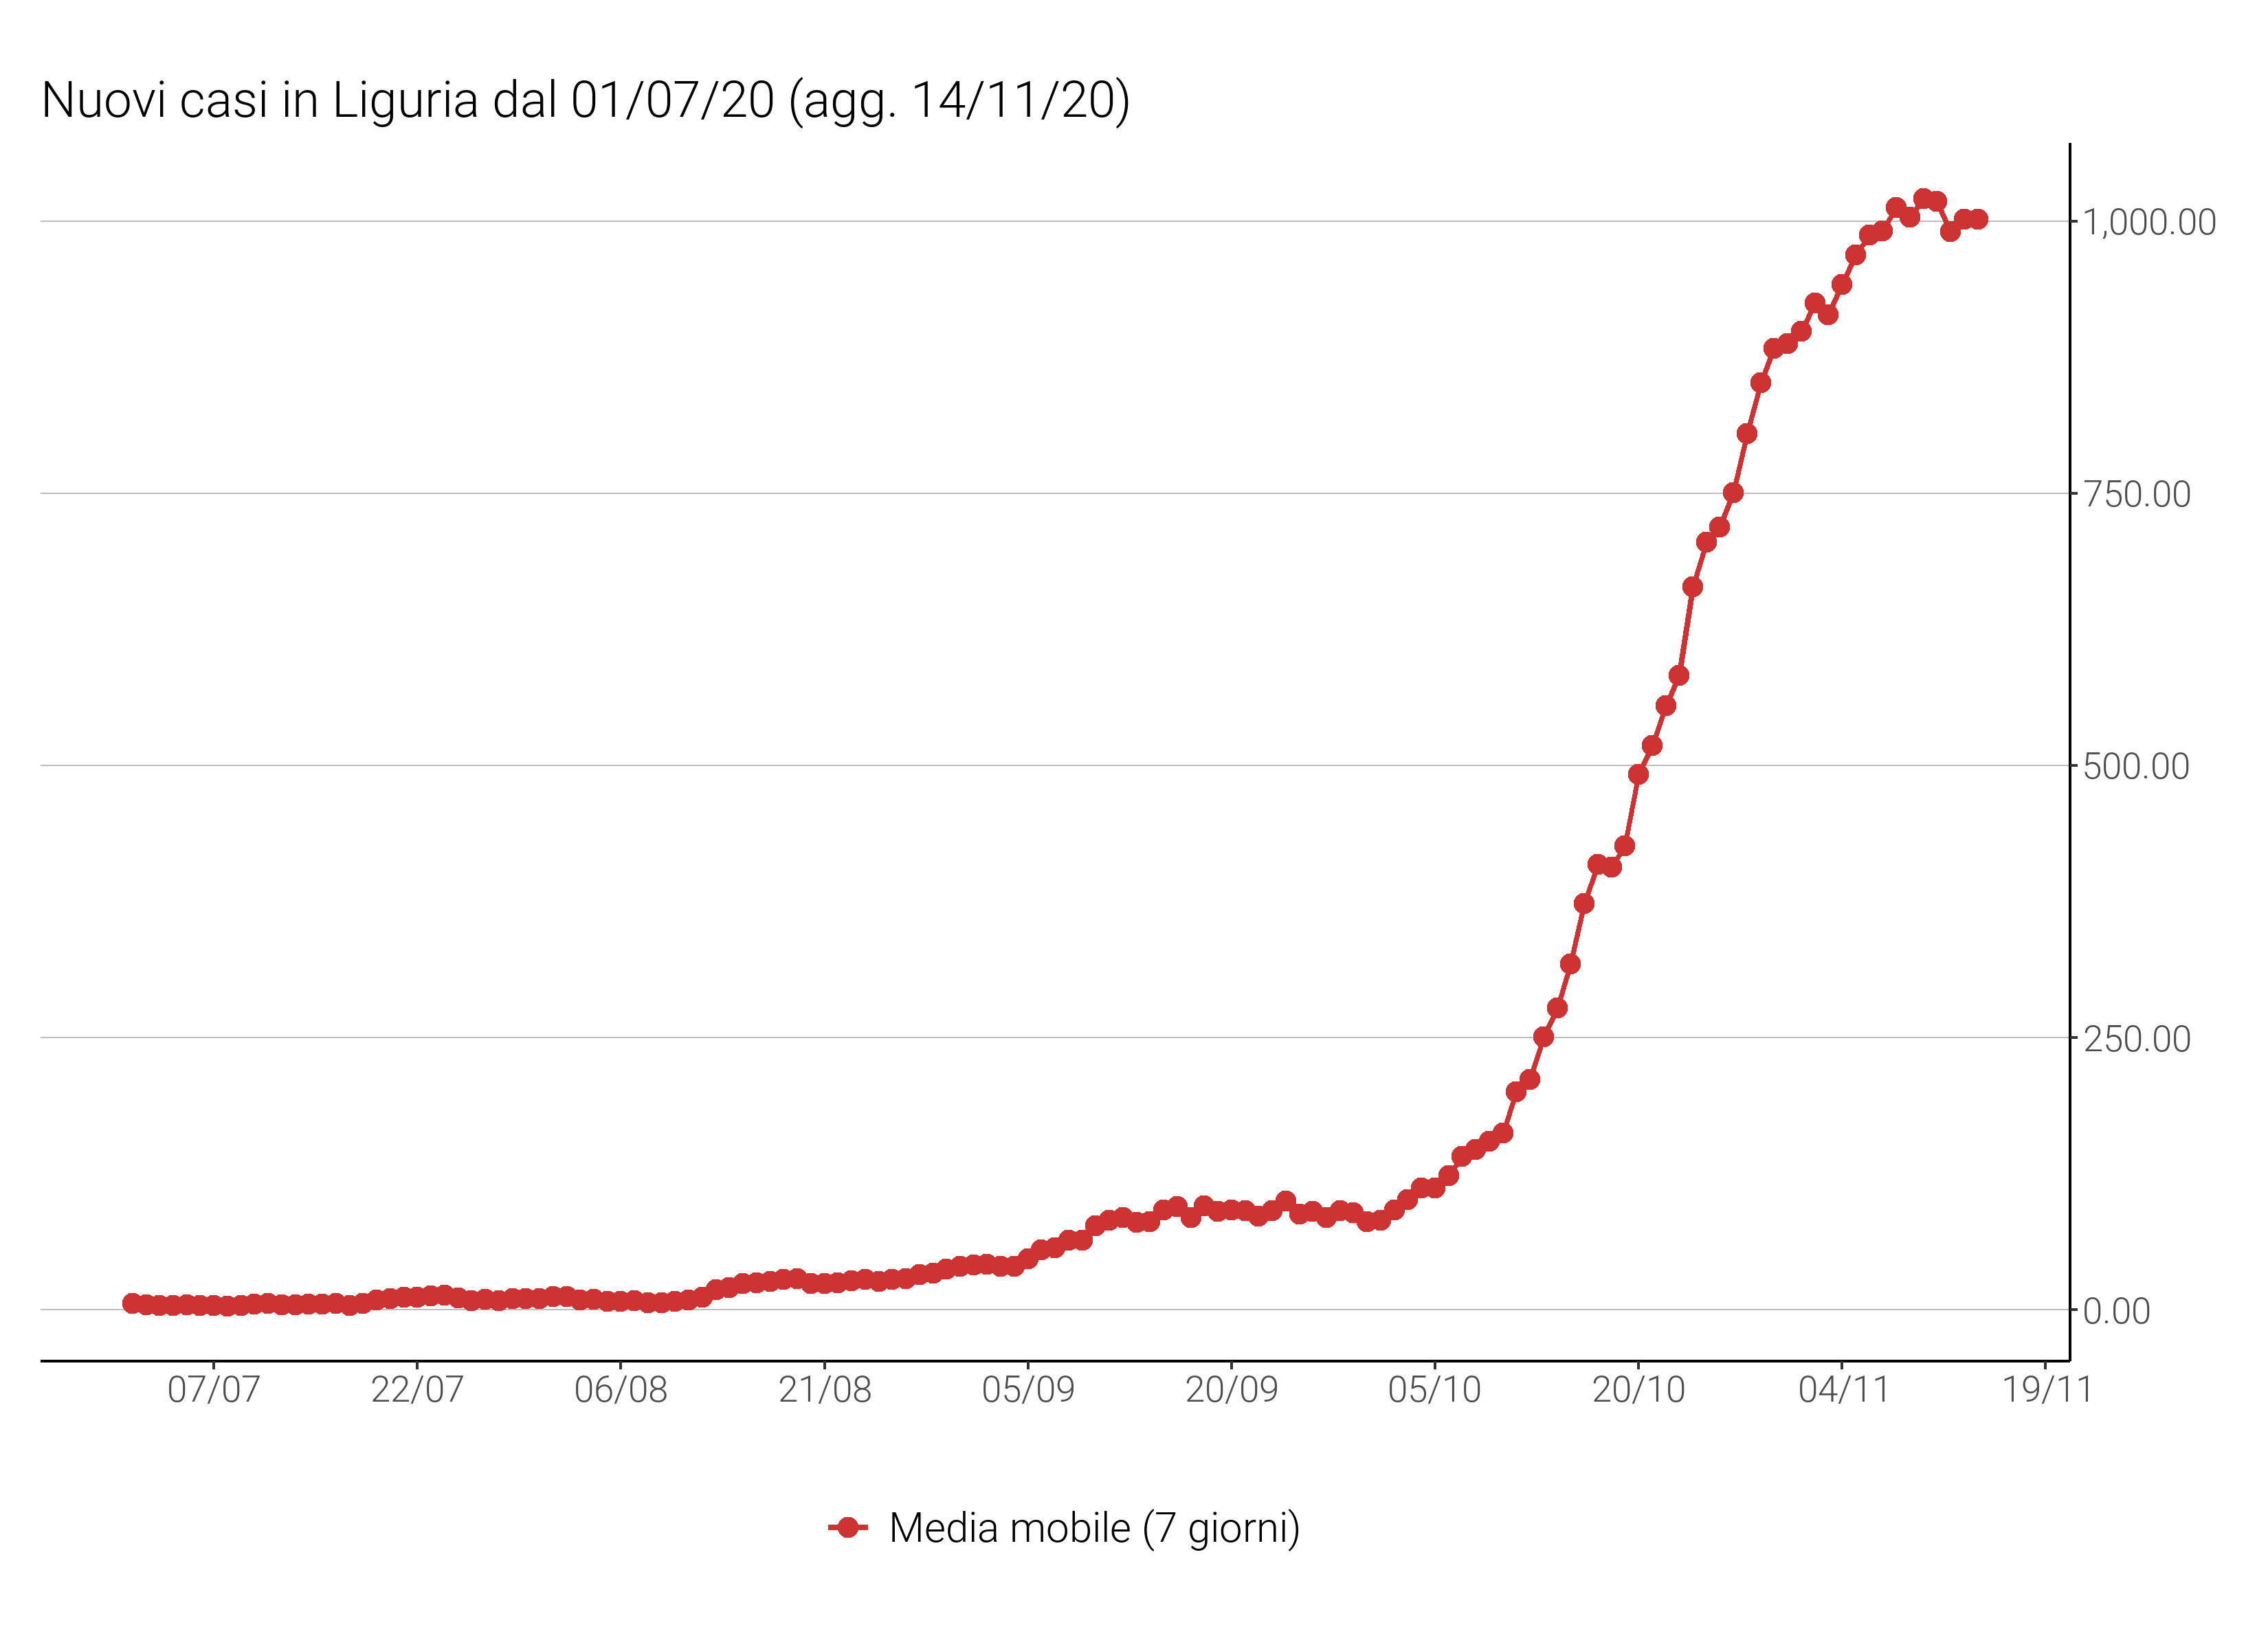 Nuovi casi in Liguria dal 01/07/20 (agg. 14/11/20)
1,000.00
750.00
500.00
250.00
0.00
07/07 22/07 06/08 21/08 05/09 20/09 05/10 20/10 04/11 19/11
Media mobile (7 giorni)